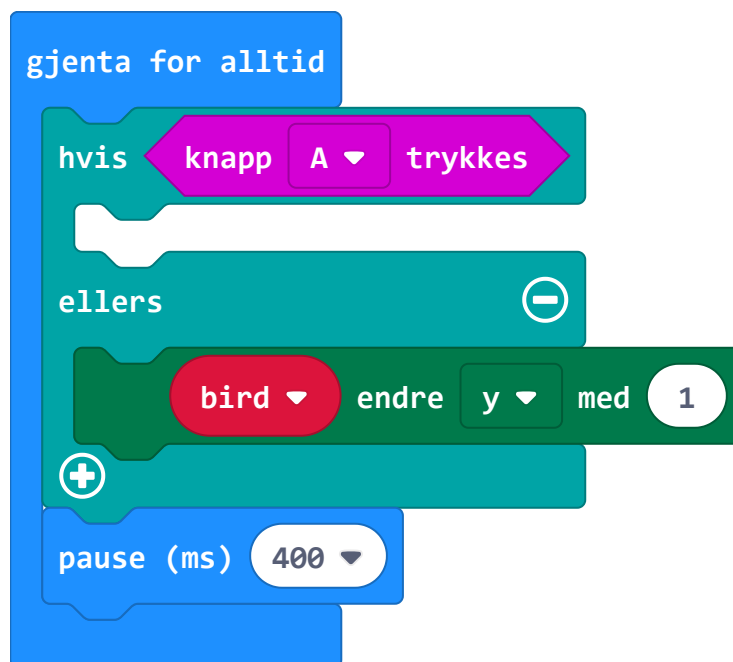 gjenta for alltid
hvis knapp A trykkes
ellers
bird endre y med 1
pause (ms) 400